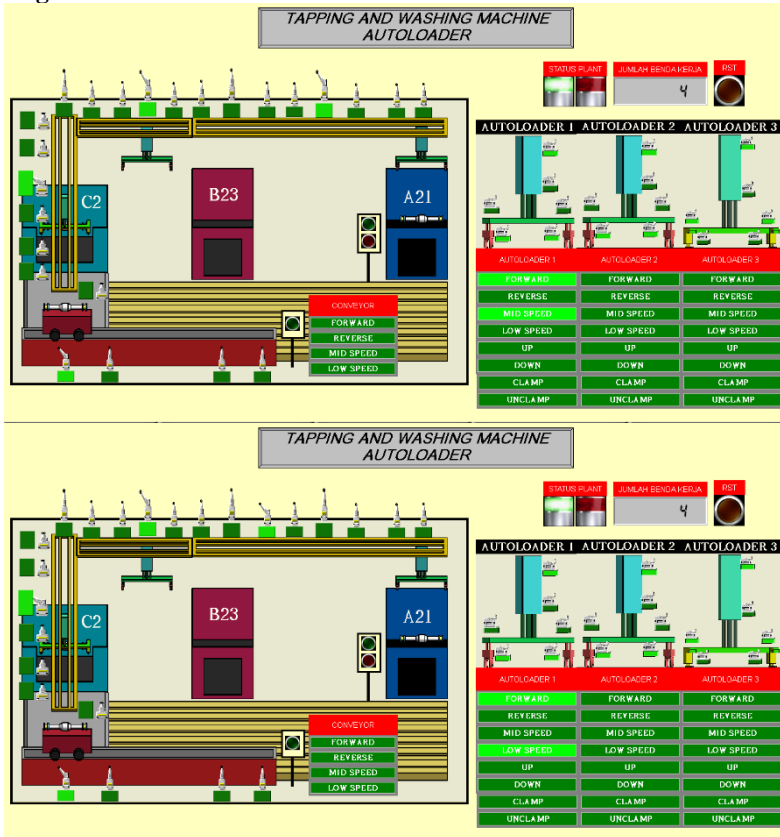 TAPPING AND WASHING MACHINE
AUTOLOADER
STATUS PLANT JUMLAH BENDA KERJA RST
4
AUTOLOADER 1 AUTOLOADER 2 AUTOLOADER 3
C2 B23 A21
AUTOLOADER 1 AUTOLOADER 2 AUTOLOADER 3
FORWARD FORWARD FORWARD
REVERSE REVERSE REVERSE
MID SPEED MID SPEED MID SPEED
LOW SPEED LOW SPEED LOW SPEED
UP UP UP
DOWN DOWN DOWN
CLAMP CLAMP CLAMP
UNCLAMP UNCLAMP UNCLAMP
CONVEYOR
FORWARD
REVERSE
MID SPEED
LOW SPEED
TAPPING AND WASHING MACHINE
AUTOLOADER
STATUS PLANT JUMLAH BENDA KERJA RST
4
AUTOLOADER 1 AUTOLOADER 2 AUTOLOADER 3
C2 B23 A21
AUTOLOADER 1 AUTOLOADER 2 AUTOLOADER 3
FORWARD FORWARD FORWARD
REVERSE REVERSE REVERSE
MID SPEED MID SPEED MID SPEED
LOW SPEED LOW SPEED LOW SPEED
UP UP UP
DOWN DOWN DOWN
CLAMP CLAMP CLAMP
UNCLAMP UNCLAMP UNCLAMP
CONVEYOR
FORWARD
REVERSE
MID SPEED
LOW SPEED